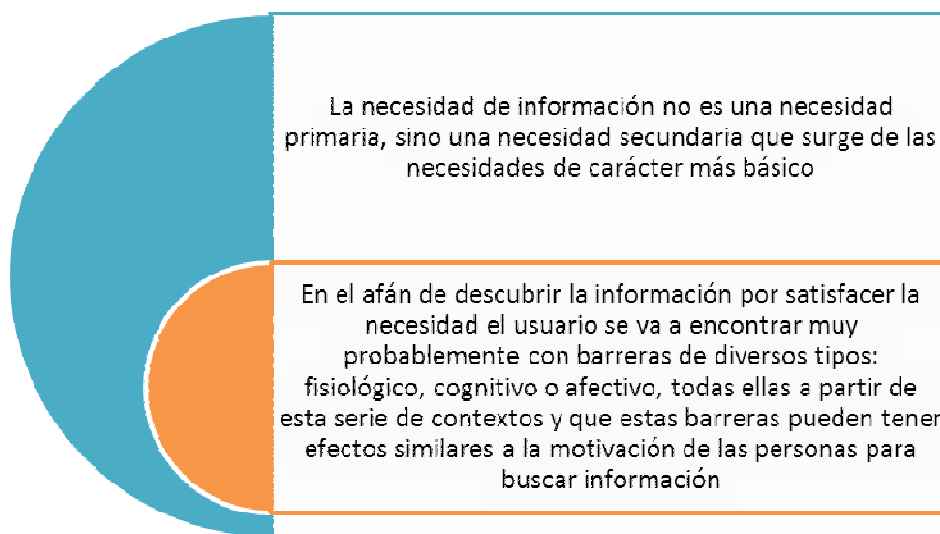 La necesidad de información no es una necesidad
primaria, sino una necesidad secundaria que surge de las
necesidades de carácter más básico
En el afán de descubrir la información por satisfacer la
necesidad el usuario se va a encontrar muy
probablemente con barreras de diversos tipos:
fisiológico, cognitivo o afectivo, todas ellas a partir de
esta serie de contextos y que estas barreras pueden tener
efectos similares a la motivación de las personas para
buscar información